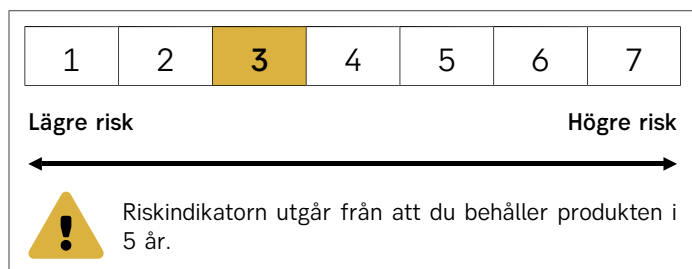 1 2 3 4 5 6 7
Lägre risk Högre risk
Riskindikatorn utgår från att du behåller produkten i
5 år.